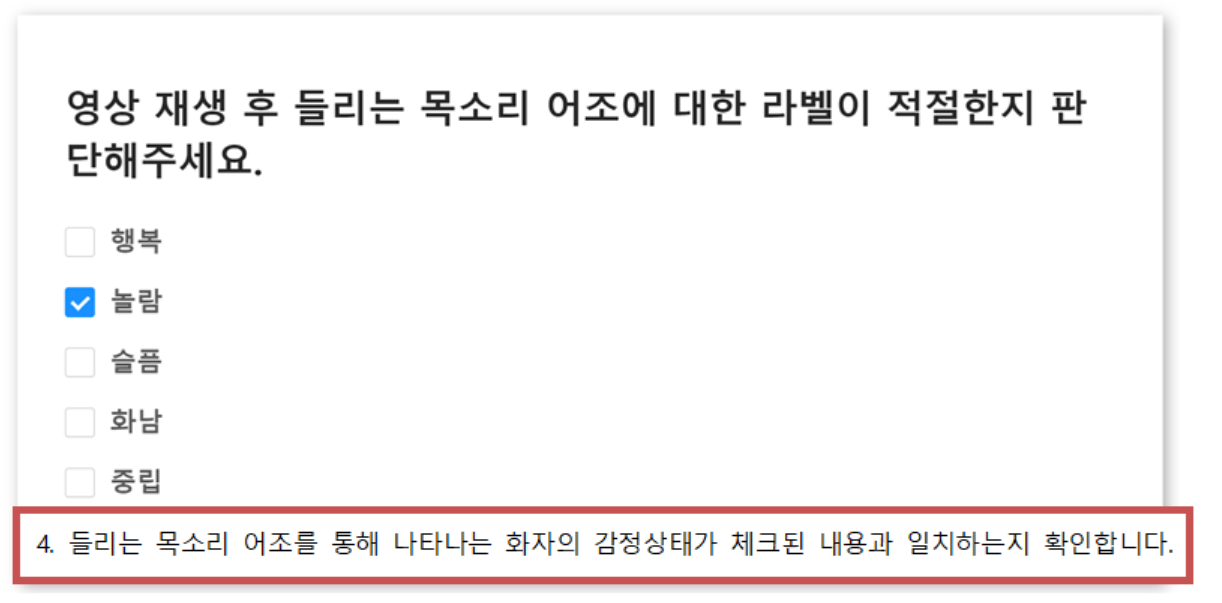 영상 재생 후 들리는 목소리 어조에 대한 라벨이 적절한지 판
단해주세요.
행복
놀람
슬픔
화남
중립
4. 들리는 목소리 어조를 통해 나타나는 화자의 감정상태가 체크된 내용과 일치하는지 확인합니다.